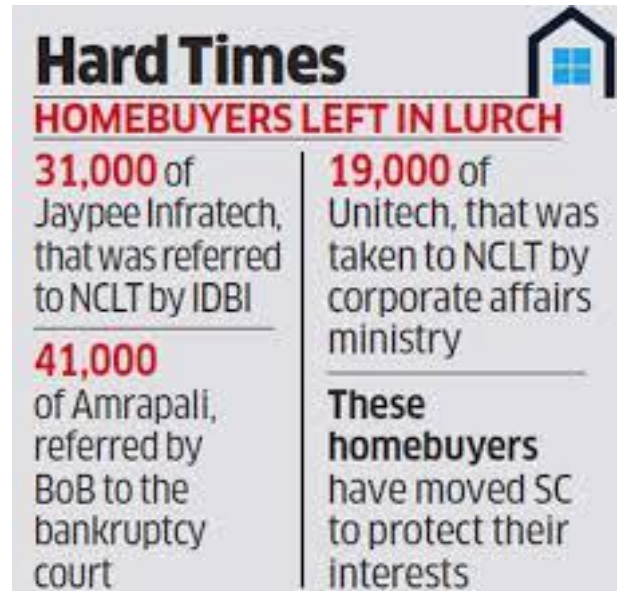 Hard Times
HOMEBUYERS LEFT IN LURCH
31,000 of
Jaypee Infratech,
that was referred
to NCLT by IDBI
41,000
of Amrapali,
referred by
BoB to the
bankruptcy
court
19,000 of
Unitech, that was
taken to NCLT by
corporate affairs
ministry
These
homebuyers
have moved SC
to protect their
interests